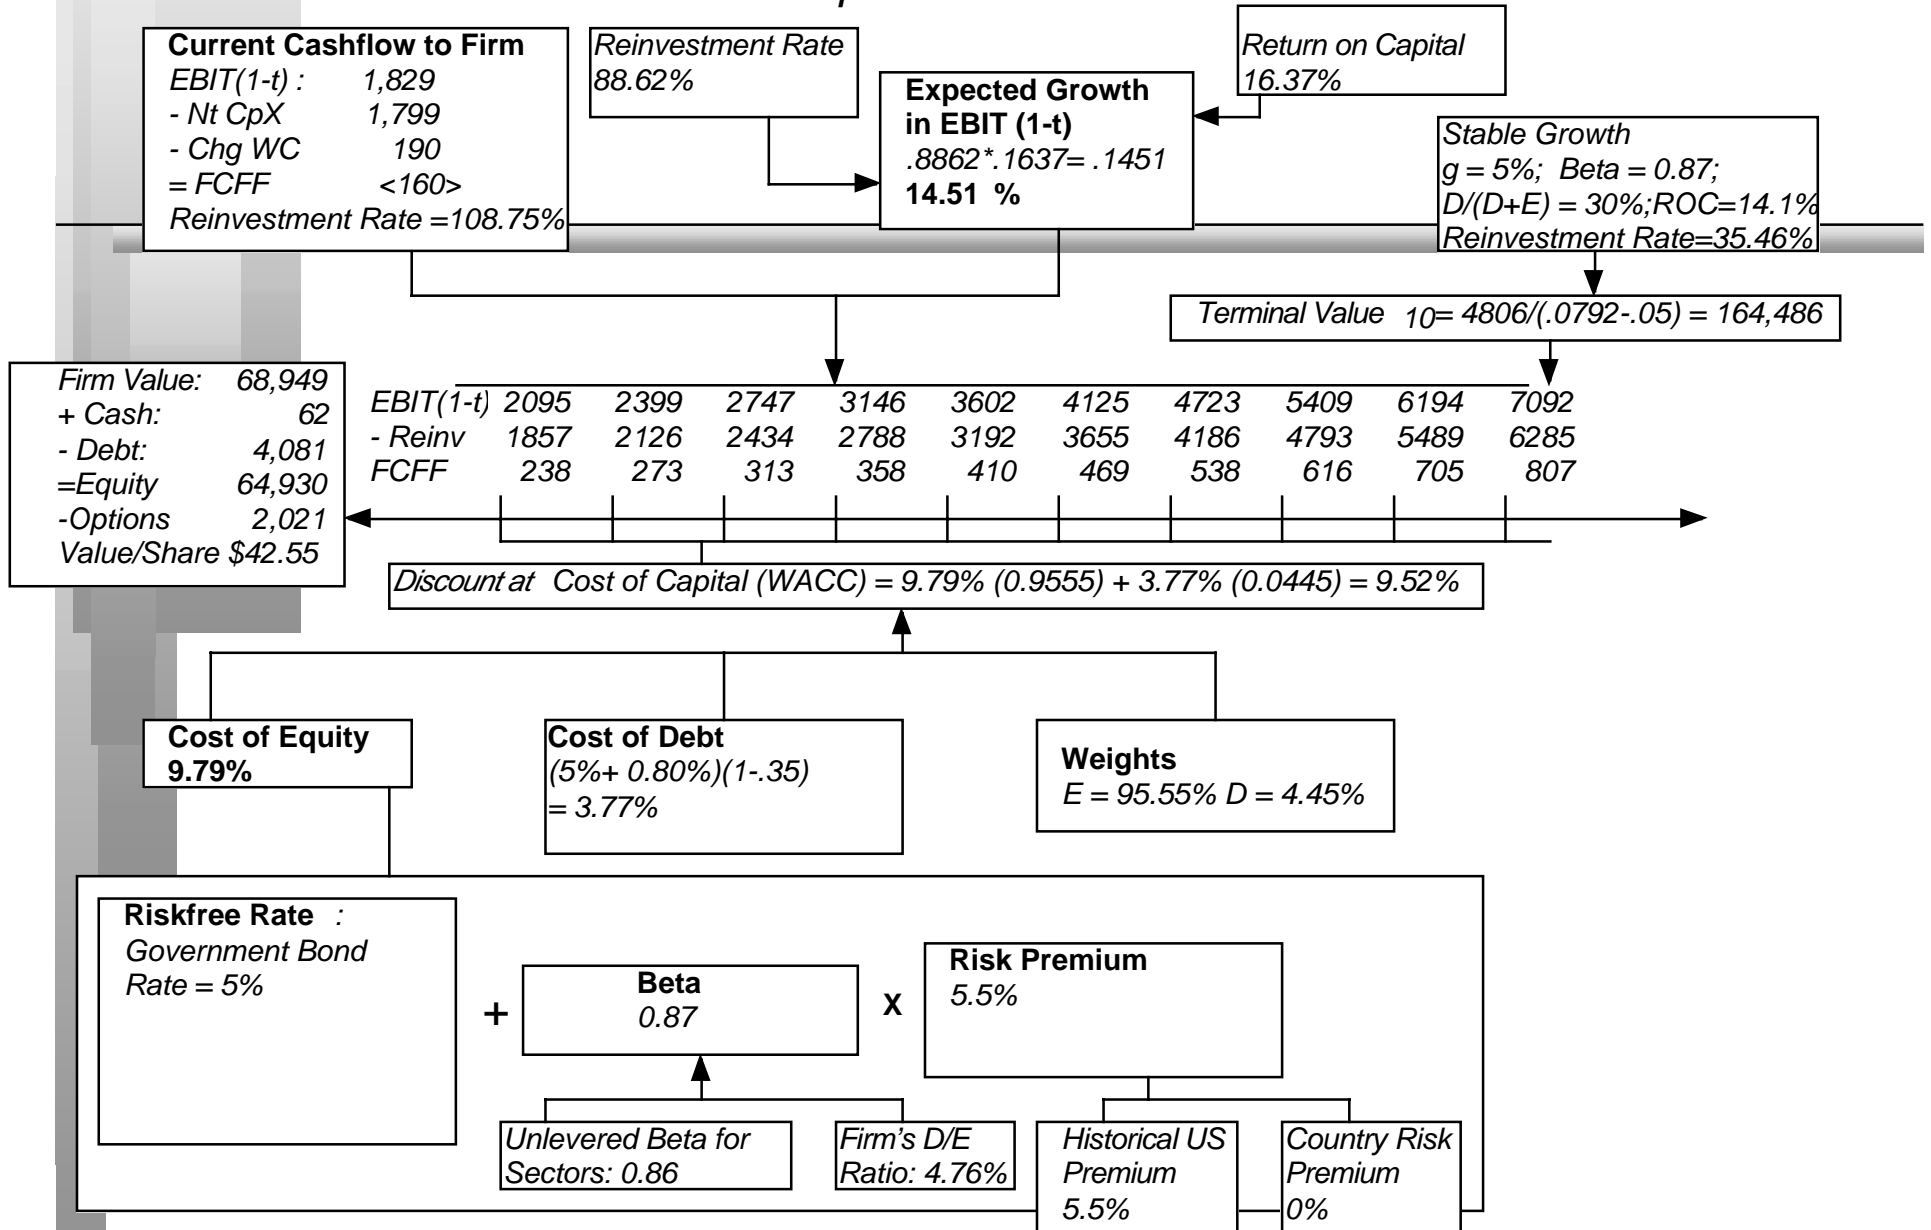 Current Cashflow to Firm
EBIT(1-t) : 1,829
- Nt CpX 1,799
- Chg WC 190
= FCFF <160>
Reinvestment Rate =108.75%
Reinvestment Rate
88.62%
Expected Growth
in EBIT (1-t)
.8862*.1637= .1451
14.51 %
Return on Capital
16.37%
Stable Growth
g = 5%; Beta = 0.87;
D/(D+E) = 30%;ROC=14.1%
Reinvestment Rate=35.46%
Terminal Value 10= 4806/(.0792-.05) = 164,486
Firm Value: 68,949
+ Cash: 62
- Debt: 4,081
=Equity 64,930
-Options 2,021
Value/Share $42.55
EBIT(1-t) 2095 2399 2747 3146 3602 4125 4723 5409 6194 7092
- Reinv 1857 2126 2434 2788 3192 3655 4186 4793 5489 6285
FCFF 238 273 313 358 410 469 538 616 705 807
Discount at Cost of Capital (WACC) = 9.79% (0.9555) + 3.77% (0.0445) = 9.52%
Cost of Equity
9.79%
Cost of Debt
(5%+ 0.80%)(1-.35)
= 3.77%
Weights
E = 95.55% D = 4.45%
Riskfree Rate :
Government Bond
Rate = 5%
+
Beta
0.87
X
Risk Premium
5.5%
Unlevered Beta for
Sectors: 0.86
Firm's D/E
Ratio: 4.76%
Historical US
Premium
5.5%
Country Risk
Premium
0%